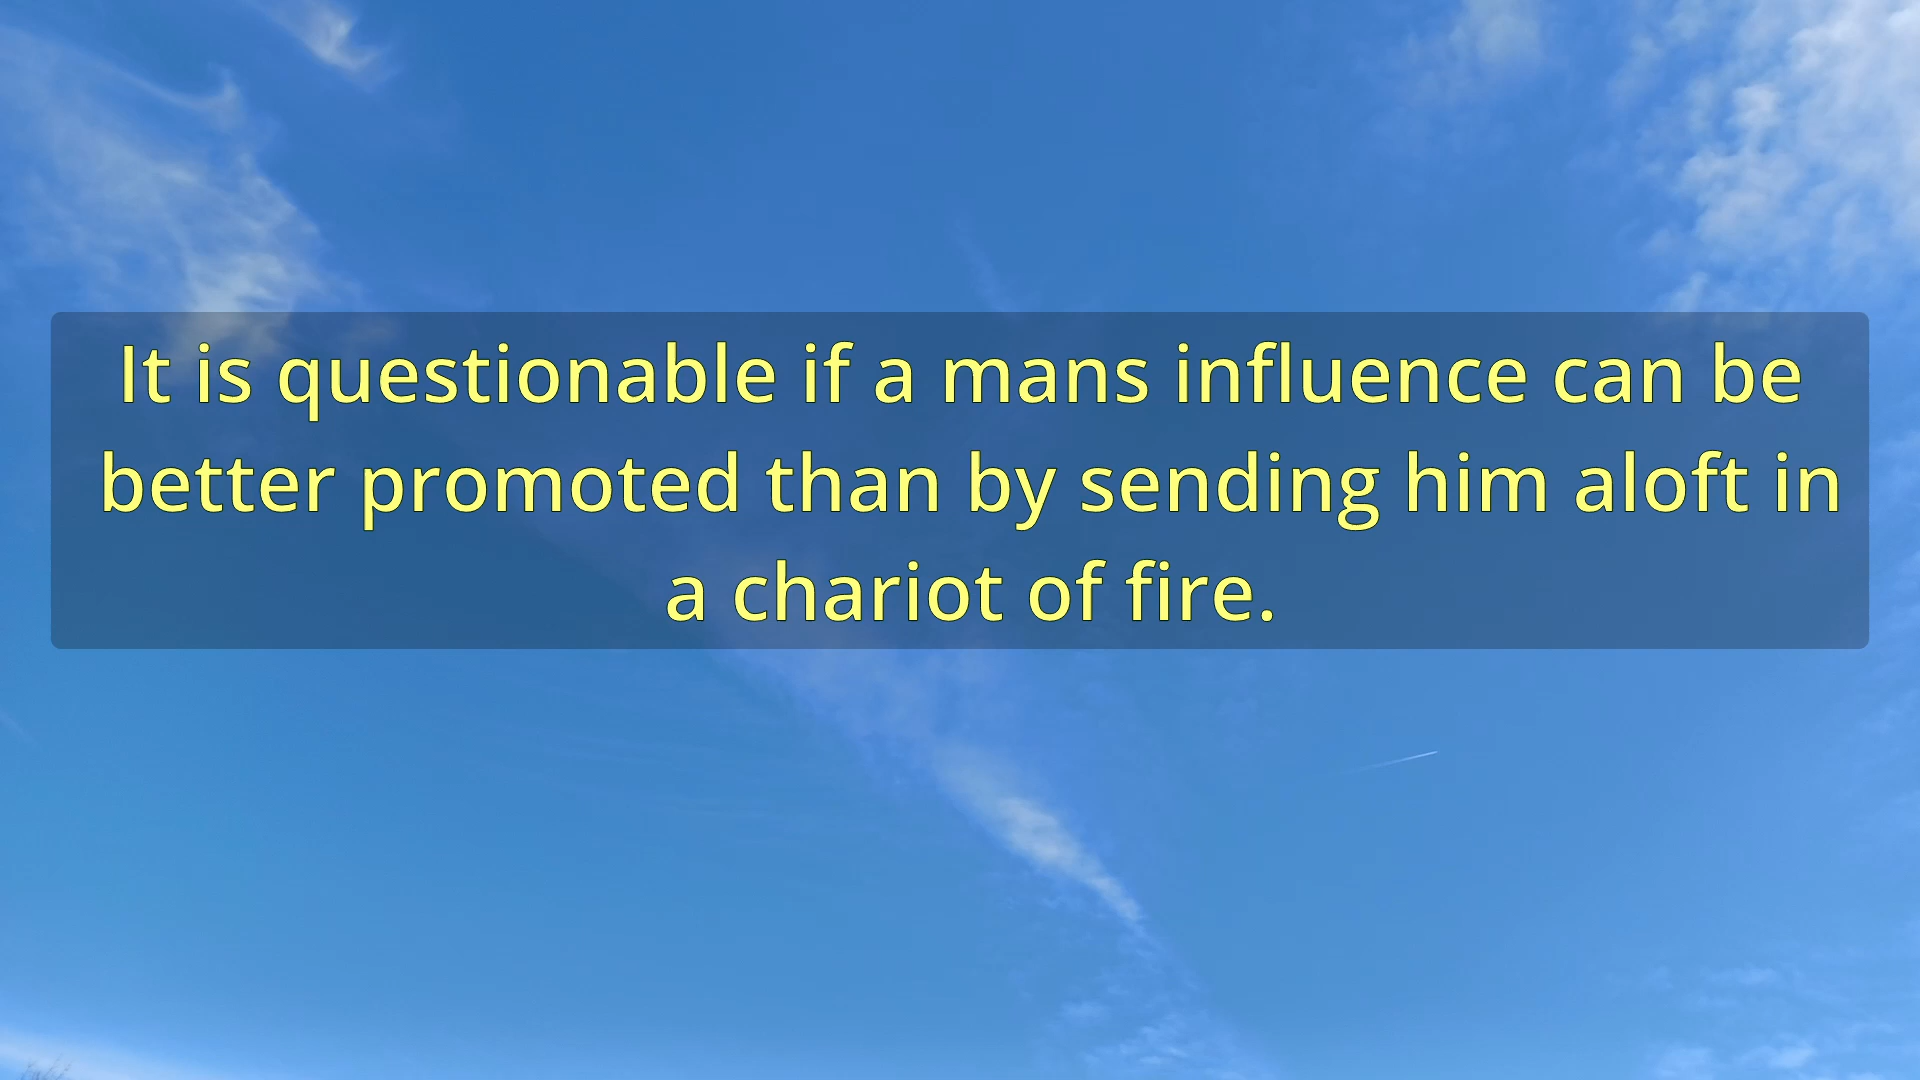 It is questionable if a mans influence can be
better promoted than by sending him aloft in
a chariot of fire.